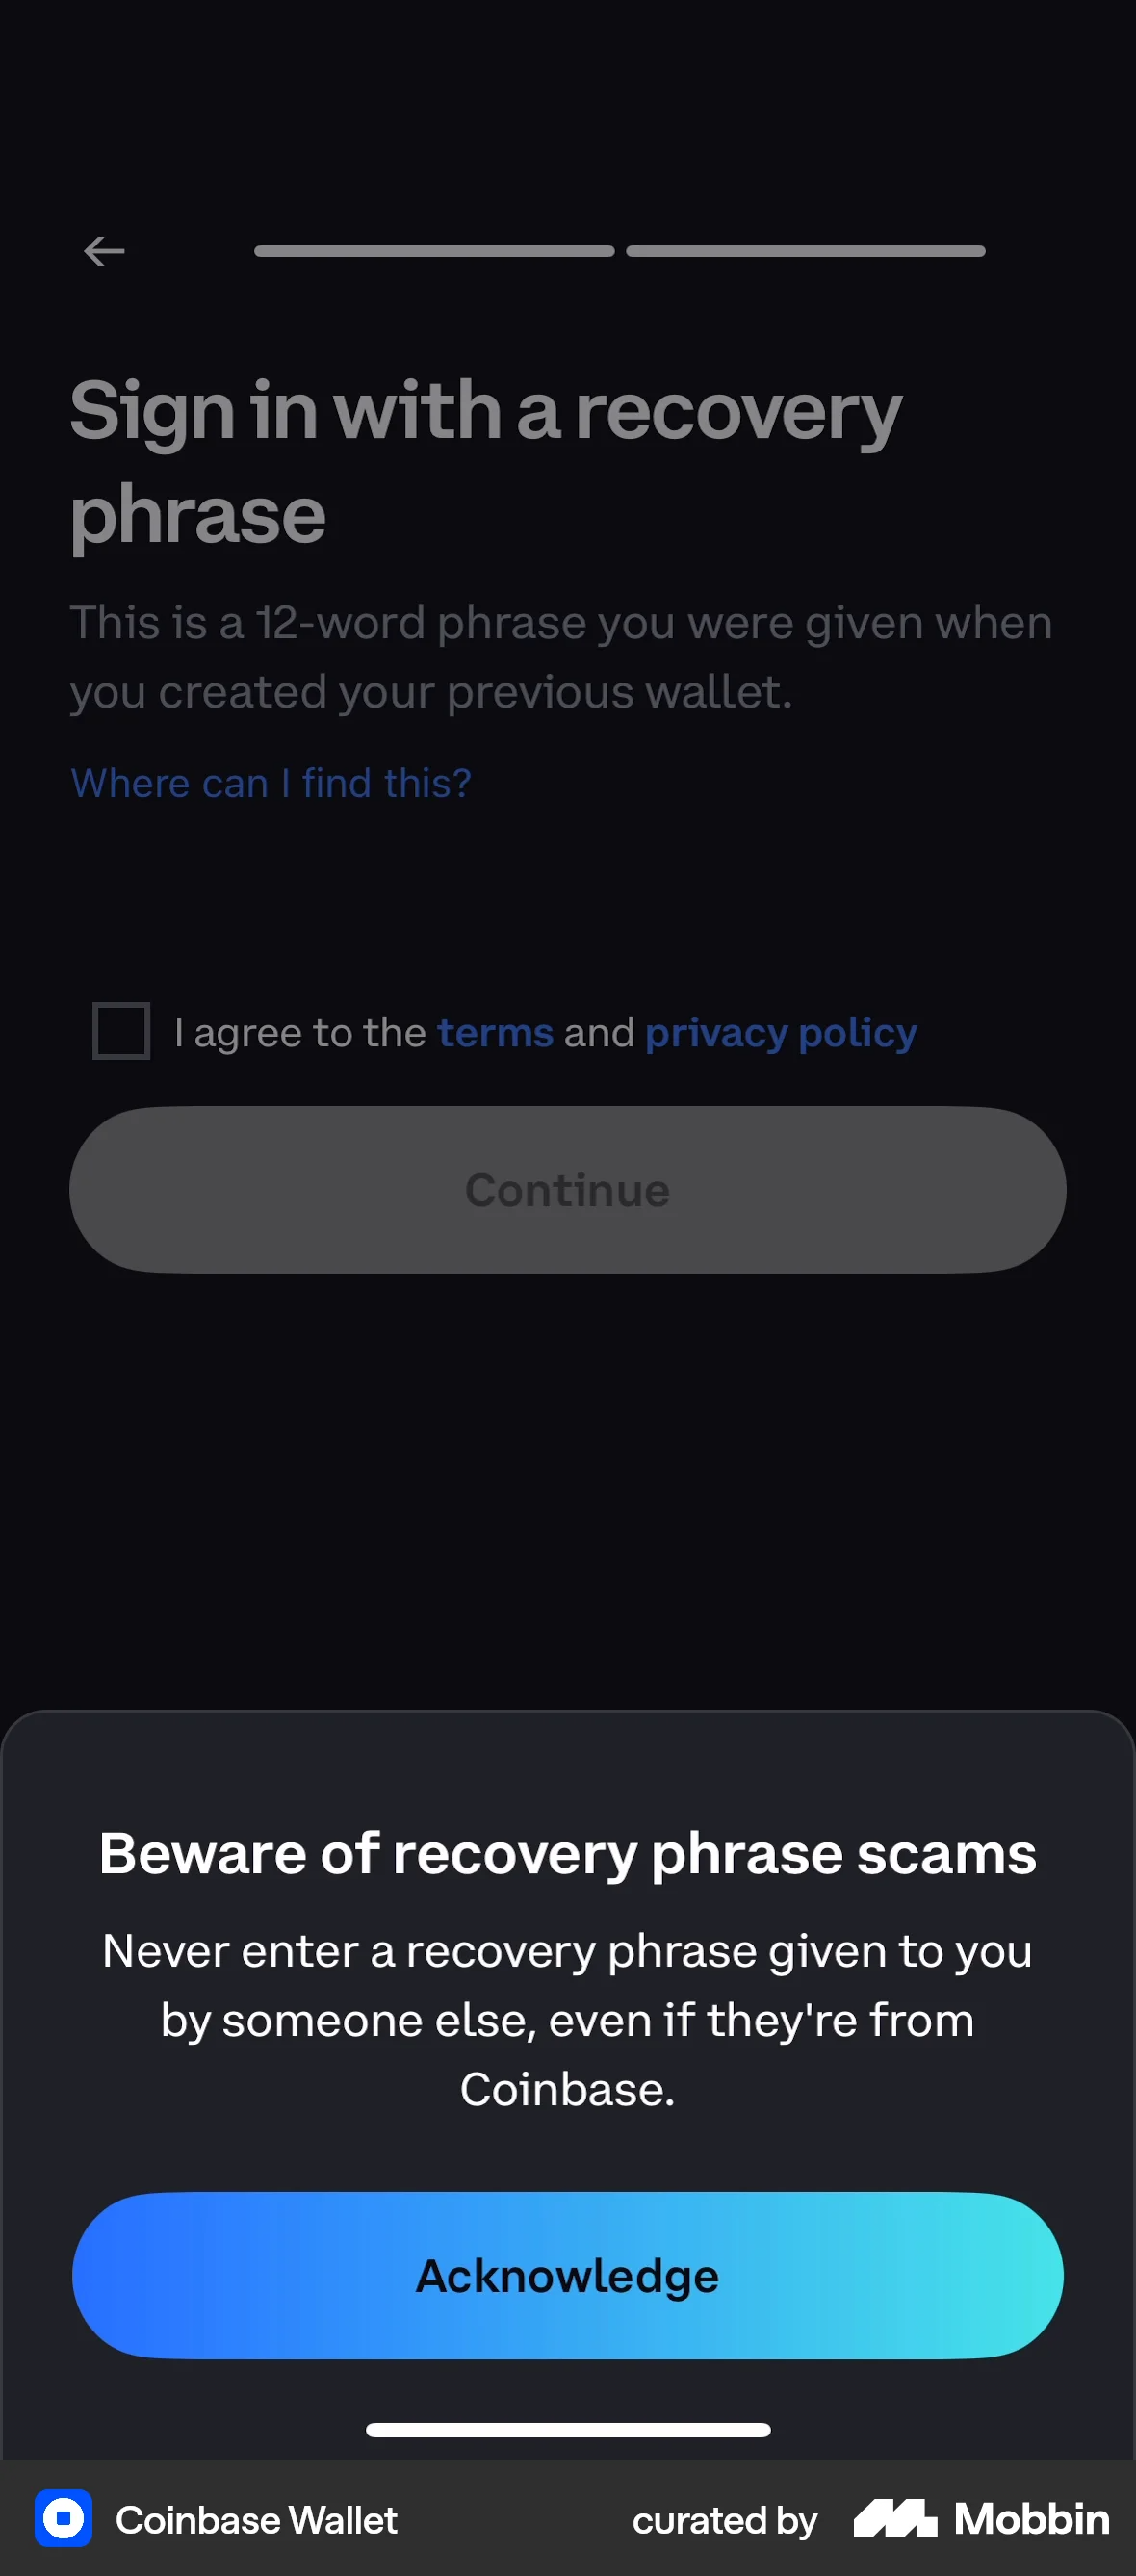 Sign in with a recovery
phrase
This is a 12-word phrase you were given when
you created your previous wallet.
Where can I find this?
I agree to the terms and privacy policy
Continue
Beware of recovery phrase scams
Never enter a recovery phrase given to you
by someone else, even if they're from
Coinbase.
Acknowledge
Coinbase Wallet
curated by Mobbin